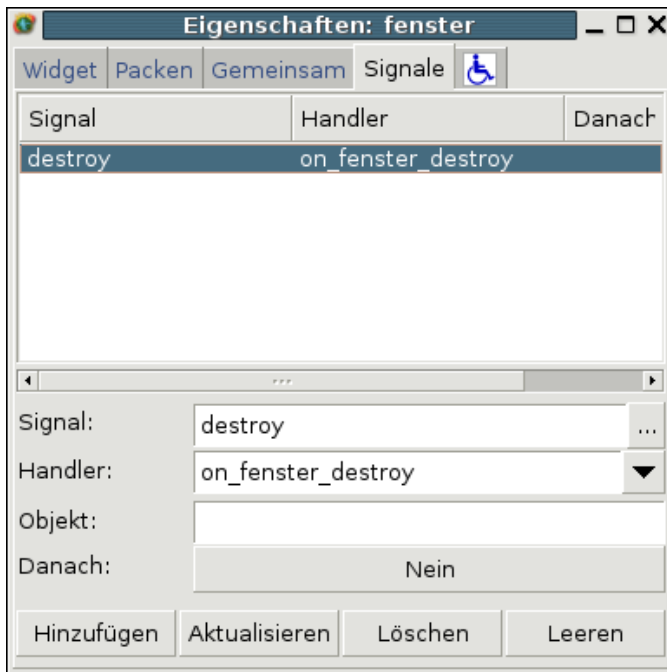 Eigenschaften: fenster
Widget Packen Gemeinsam Signale
Signal Handler Danach
destroy on_fenster_destroy
Signal: destroy ...
Handler: on_fenster_destroy
Objekt:
Danach: Nein
Hinzufügen Aktualisieren Löschen Leeren